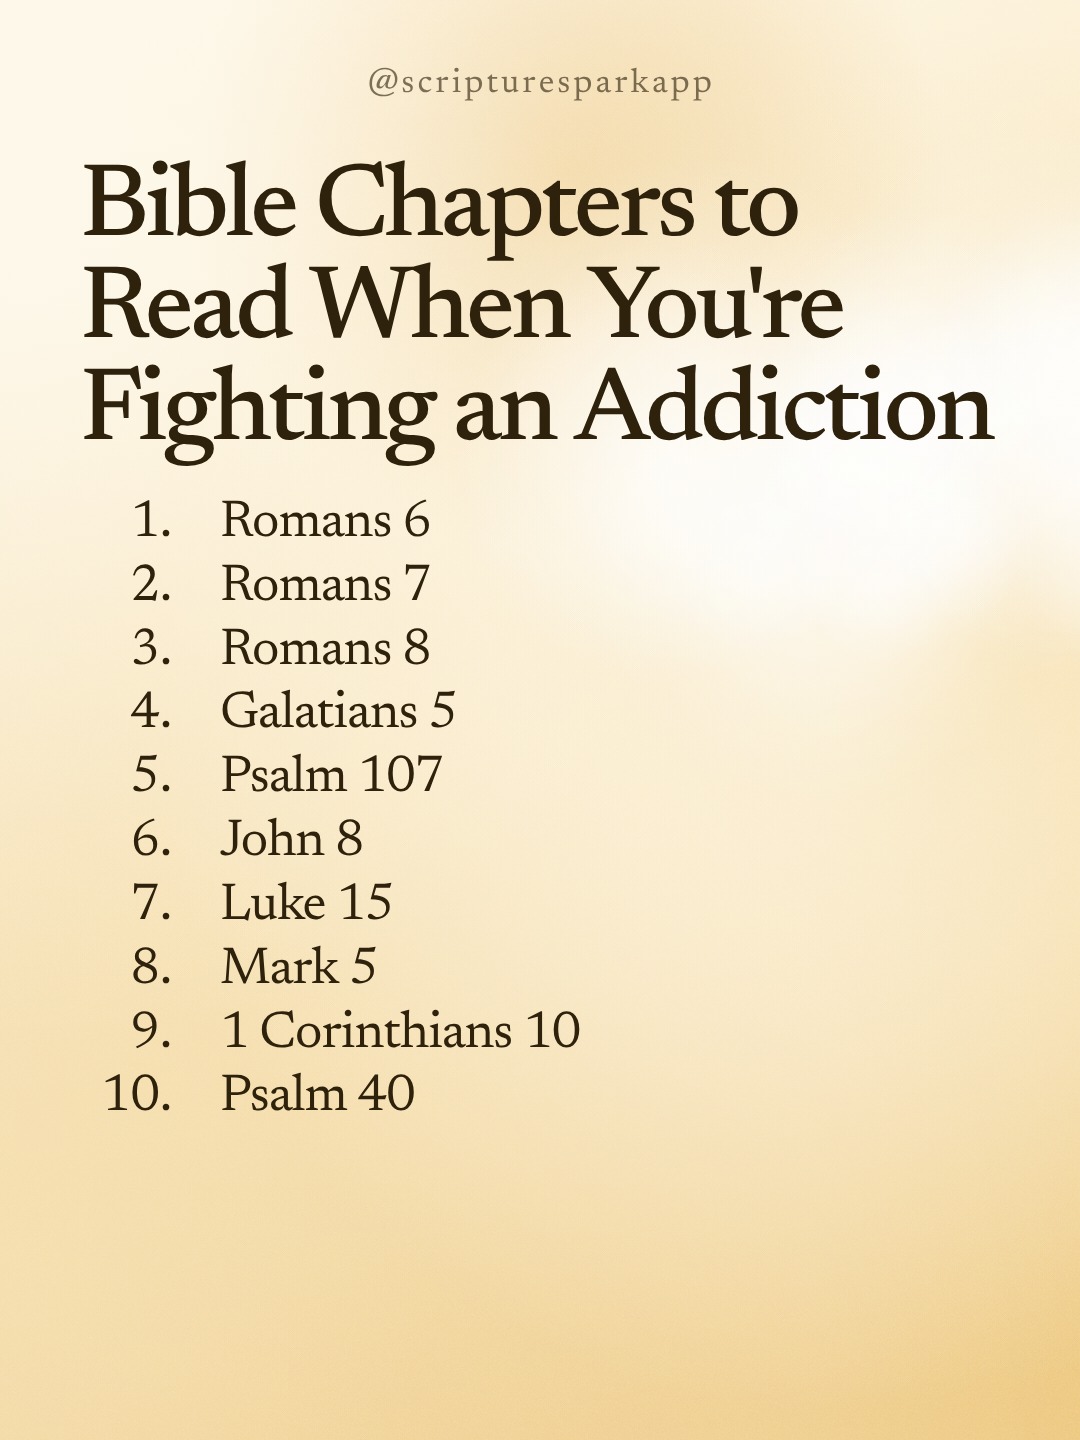 @scripturesparkapp
Bible Chapters to
Read When You're
Fighting an Addiction
1. Romans 6
2. Romans 7
3. Romans 8
4. Galatians 5
5. Psalm 107
6. John 8
7. Luke 15
8. Mark 5
9. 1 Corinthians 10
10. Psalm 40